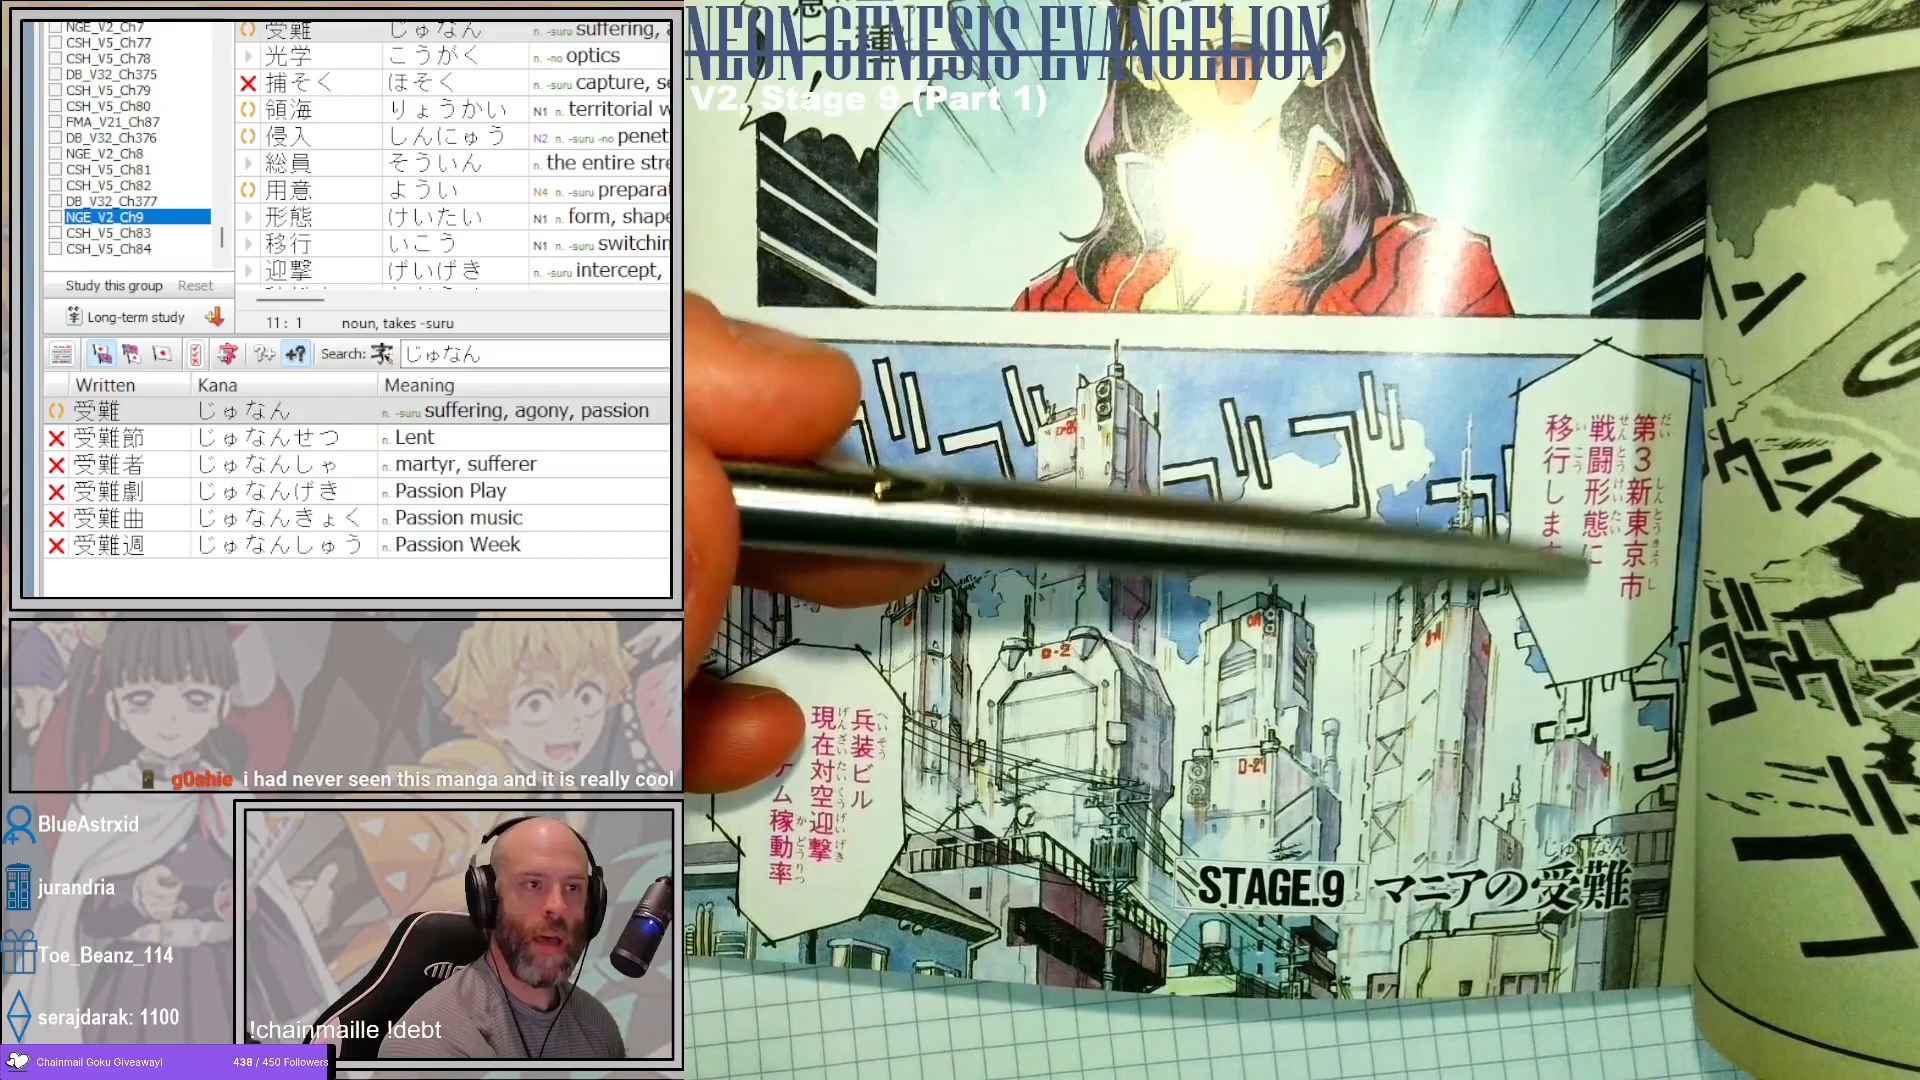 NGE_V2_Ch7
CSH_V5_Ch77
CSH_V5_Ch78
DB_V32_Ch375
CSH_V5_Ch79
CSH_V5_Ch80
FMA_V21_Ch87
DB_V32_Ch376
NGE_V2_Ch8
CSH_V5_Ch81
CSH_V5_Ch82
DB_V32_Ch377
NGE_V2_Ch9
CSH_V5_Ch83
CSH_V5_Ch84
Study this group Reset
Long-term study
受難 じゅなん n. -suru suffering,
光学 こうがく n. -no optics
捕そく ほそく n. -suru capture,
領海 りょうかい N1 n. territorial
侵入 しんにゅう N2 n. -suru -no
総員 そういん n. the entire
用意 ようい N4 n. -suru
形態 けいたい N1 n. form,
移行 いこう N1 n. -suru
迎撃 げいげき n. -suru intercept,
11: 1 noun, takes -suru
Search: じゅなん
Written Kana Meaning
受難 じゅなん n. -suru suffering, agony, passion
受難節 じゅなんせつ n. Lent
受難者 じゅなんしゃ n. martyr, sufferer
受難劇 じゅなんげき n. Passion Play
受難曲 じゅなんきょく n. Passion music
受難週 じゅなんしゅう n. Passion Week
g0shie i had never seen this manga and it is really cool
BlueAstrxid
jurandria
Toe_Beanz_114
serajdarak: 1100
!chainmaille !debt
Chainmail Goku Giveaway! 438 / 450 Followers
NEON GENESIS EVANGELION
V2, Stage 9 (Part 1)
第3新東京市
戦闘形態に
移行しま
兵装ビル
現在対空迎撃
ム稼動率
D-2
D-21
STAGE.9 マニアの受難